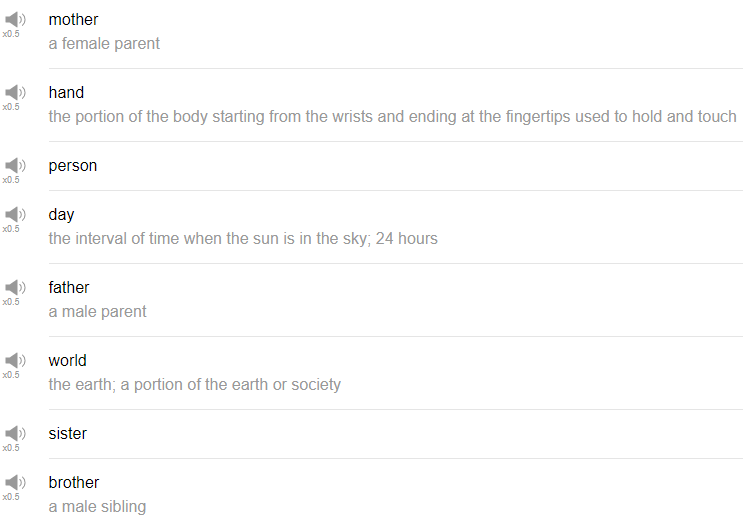 mother
x0.5
a female parent
hand
x0.5
the portion of the body starting from the wrists and ending at the fingertips used to hold and touch
person
x0.5
day
x0.5
the interval of time when the sun is in the sky; 24 hours
father
x0.5
a male parent
world
x0.5
the earth; a portion of the earth or society
sister
x0.5
brother
x0.5
a male sibling